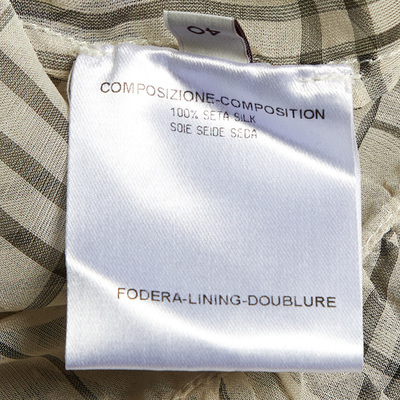 40
COMPOSIZIONE-COMPOSITION
100% SETA SILK
SOIE SEIDE SEDA
FODERA-LINING-DOUBLURE